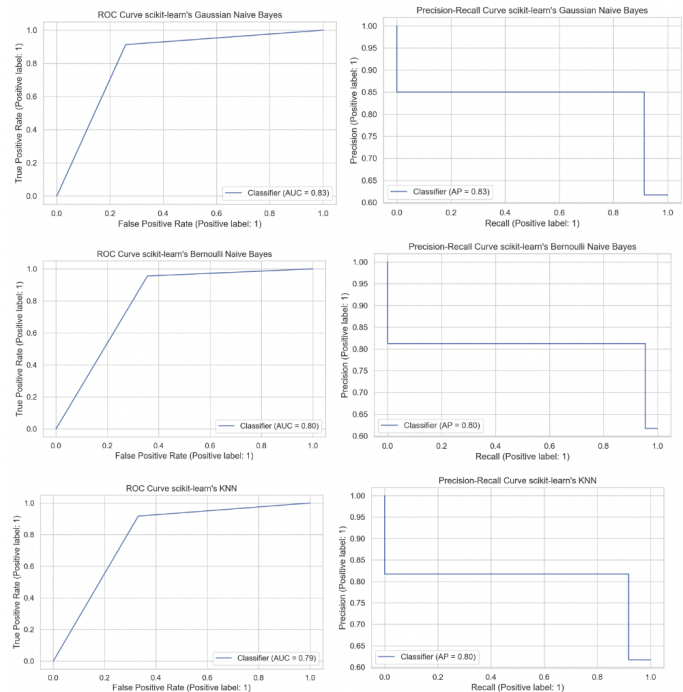 ROC Curve scikit-learn's Gaussian Naive Bayes
1.0
0.8
0.6
0.4
0.2
0.0
True Positive Rate (Positive label: 1)
Classifier (AUC = 0.83)
0.0 0.2 0.4 0.6 0.8 1.0
False Positive Rate (Positive label: 1)
Precision-Recall Curve scikit-learn's Gaussian Naive Bayes
1.00
0.95
0.90
0.85
0.80
0.75
0.70
0.65
0.60
Precision (Positive label: 1)
Classifier (AP = 0.83)
0.0 0.2 0.4 0.6 0.8 1.0
Recall (Positive label: 1)
ROC Curve scikit-learn's Bernoulli Naive Bayes
1.0
0.8
0.6
0.4
0.2
0.0
True Positive Rate (Positive label: 1)
Classifier (AUC = 0.80)
0.0 0.2 0.4 0.6 0.8 1.0
False Positive Rate (Positive label: 1)
Precision-Recall Curve scikit-learn's Bernoulli Naive Bayes
1.00
0.95
0.90
0.85
0.80
0.75
0.70
0.65
0.60
Precision (Positive label: 1)
Classifier (AP = 0.80)
0.0 0.2 0.4 0.6 0.8 1.0
Recall (Positive label: 1)
ROC Curve scikit-learn's KNN
1.0
0.8
0.6
0.4
0.2
0.0
True Positive Rate (Positive label: 1)
Classifier (AUC = 0.79)
0.0 0.2 0.4 0.6 0.8 1.0
False Positive Rate (Positive label: 1)
Precision-Recall Curve scikit-learn's KNN
1.00
0.95
0.90
0.85
0.80
0.75
0.70
0.65
0.60
Precision (Positive label: 1)
Classifier (AP = 0.80)
0.0 0.2 0.4 0.6 0.8 1.0
Recall (Positive label: 1)